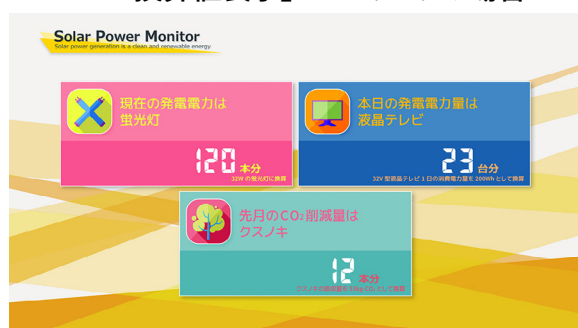 Solar Power Monitor
Solar power generation is a clean and renewable energy
現在の発電電力は
蛍光灯
120 本分
32W の蛍光灯に換算
本日の発電電力量は
液晶テレビ
23 台分
32V 型液晶テレビ 1 日の消費電力量を 200Wh として換算
先月のCO₂削減量は
クスノキ
12 本分